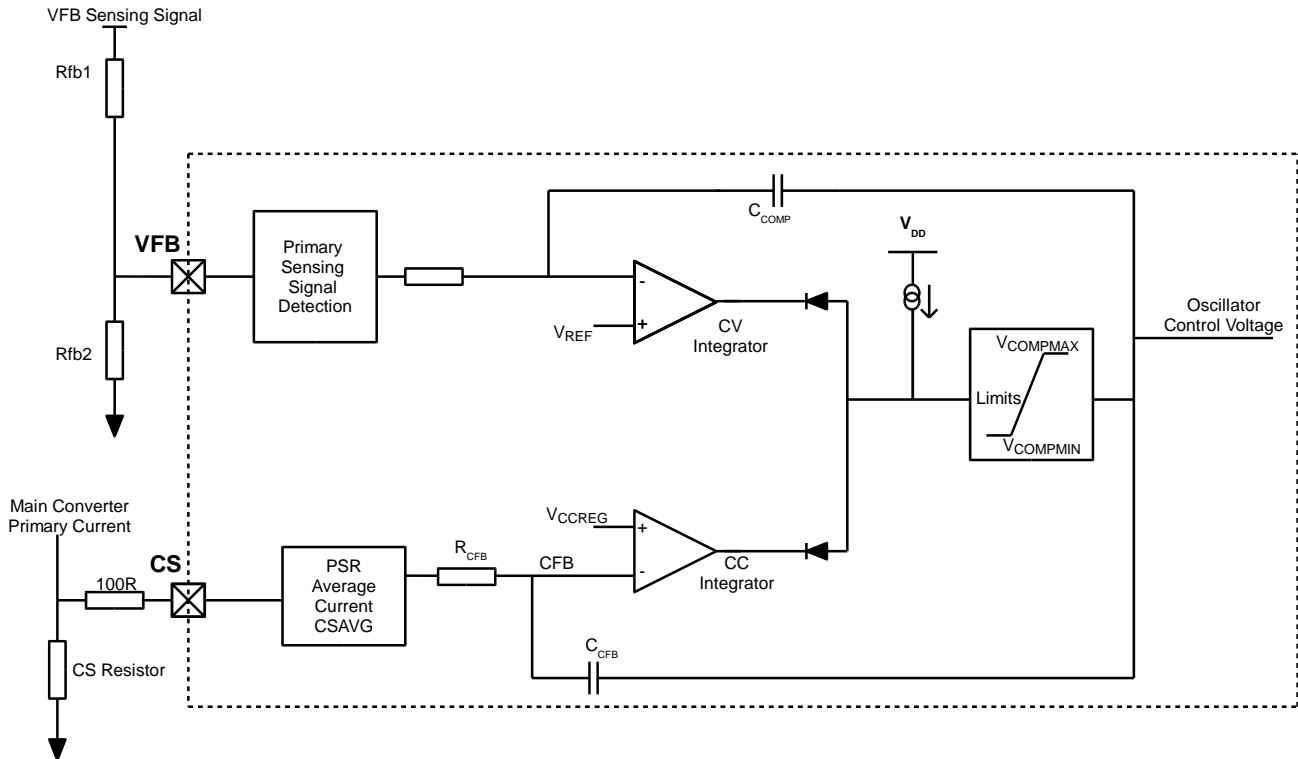 VFB Sensing Signal
Rfb1
VFB
Primary
Sensing
Signal
Detection
C_COMP
V_DD
-
+
V_REF
CV
Integrator
Oscillator
Control Voltage
Rfb2
V_COMPMAX
Limits
V_COMPMIN
Main Converter
Primary Current
V_CCREG
+
-
CC
Integrator
CS
100R
PSR
Average
Current
CSAVG
R_CFB
CFB
C_CFB
CS Resistor